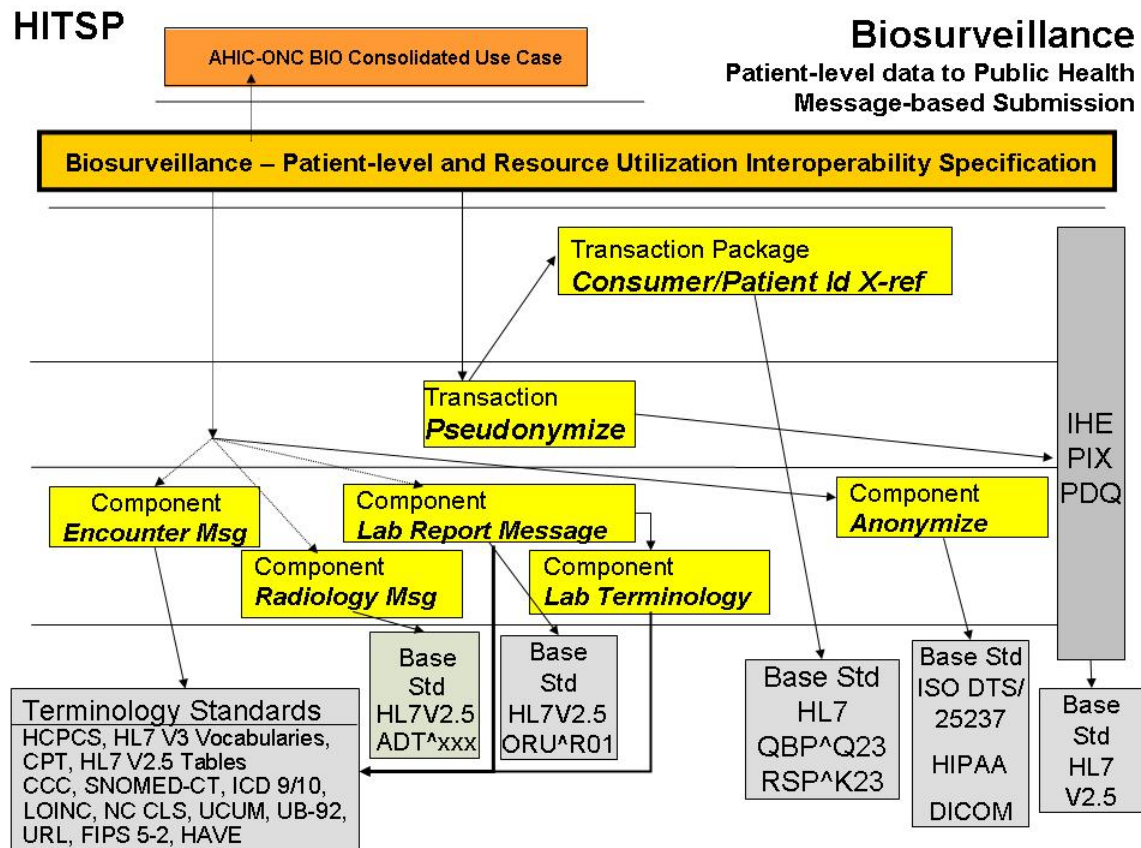 HITSP
AHIC-ONC BIO Consolidated Use Case
Biosurveillance
Patient-level data to Public Health
Message-based Submission
Biosurveillance – Patient-level and Resource Utilization Interoperability Specification
Transaction Package
Consumer/Patient Id X-ref
Transaction
Pseudonymize
IHE
PIX
PDQ
Component
Encounter Msg
Component
Lab Report Message
Component
Anonymize
Component
Radiology Msg
Component
Lab Terminology
Base
Std
HL7V2.5
ADT^xxx
Base
Std
HL7V2.5
ORU^R01
Base Std
HL7
QBP^Q23
RSP^K23
Base Std
ISO DTS/
25237
HIPAA
DICOM
Base
Std
HL7
V2.5
Terminology Standards
HCPCS, HL7 V3 Vocabularies,
CPT, HL7 V2.5 Tables
CCC, SNOMED-CT, ICD 9/10,
LOINC, NC CLS, UCUM, UB-92,
URL, FIPS 5-2, HAVE